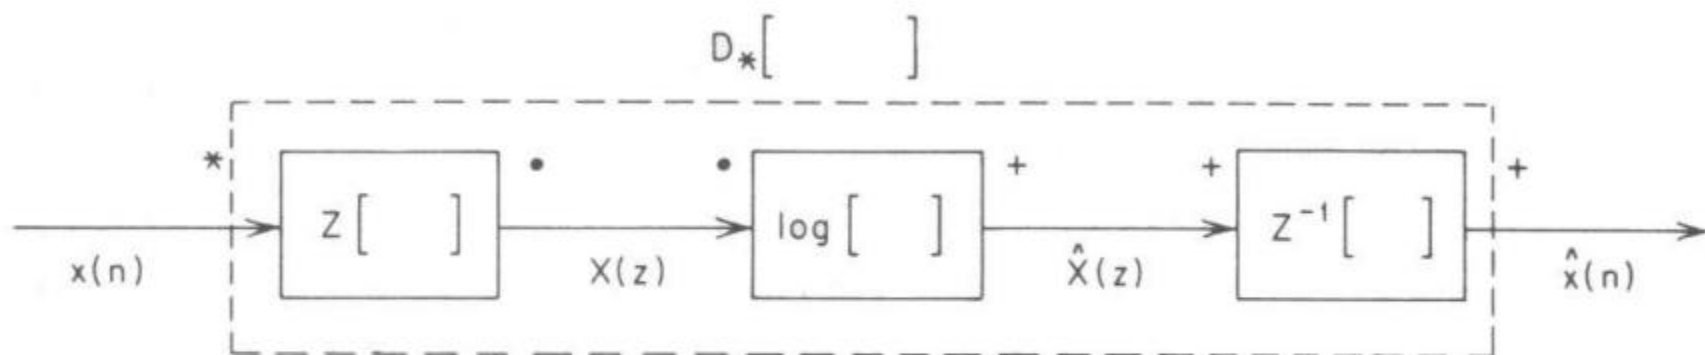 D*[ ]
* • • + + +
Z[ ] log[ ] Z⁻¹[ ]
x(n) X(z) X̂(z) x̂(n)